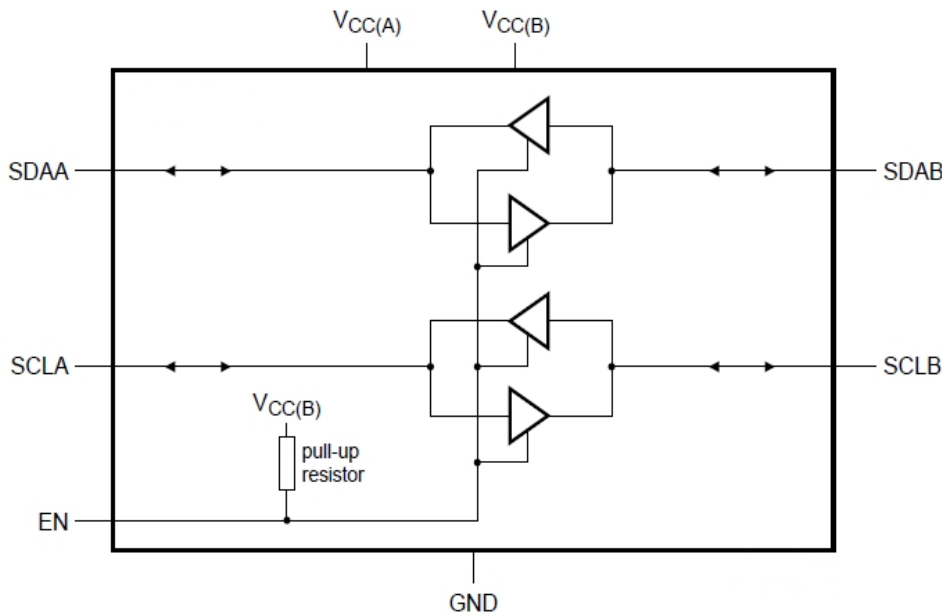 VCC(A)
VCC(B)
SDAA
SDAB
SCLA
SCLB
VCC(B)
pull-up
resistor
EN
GND